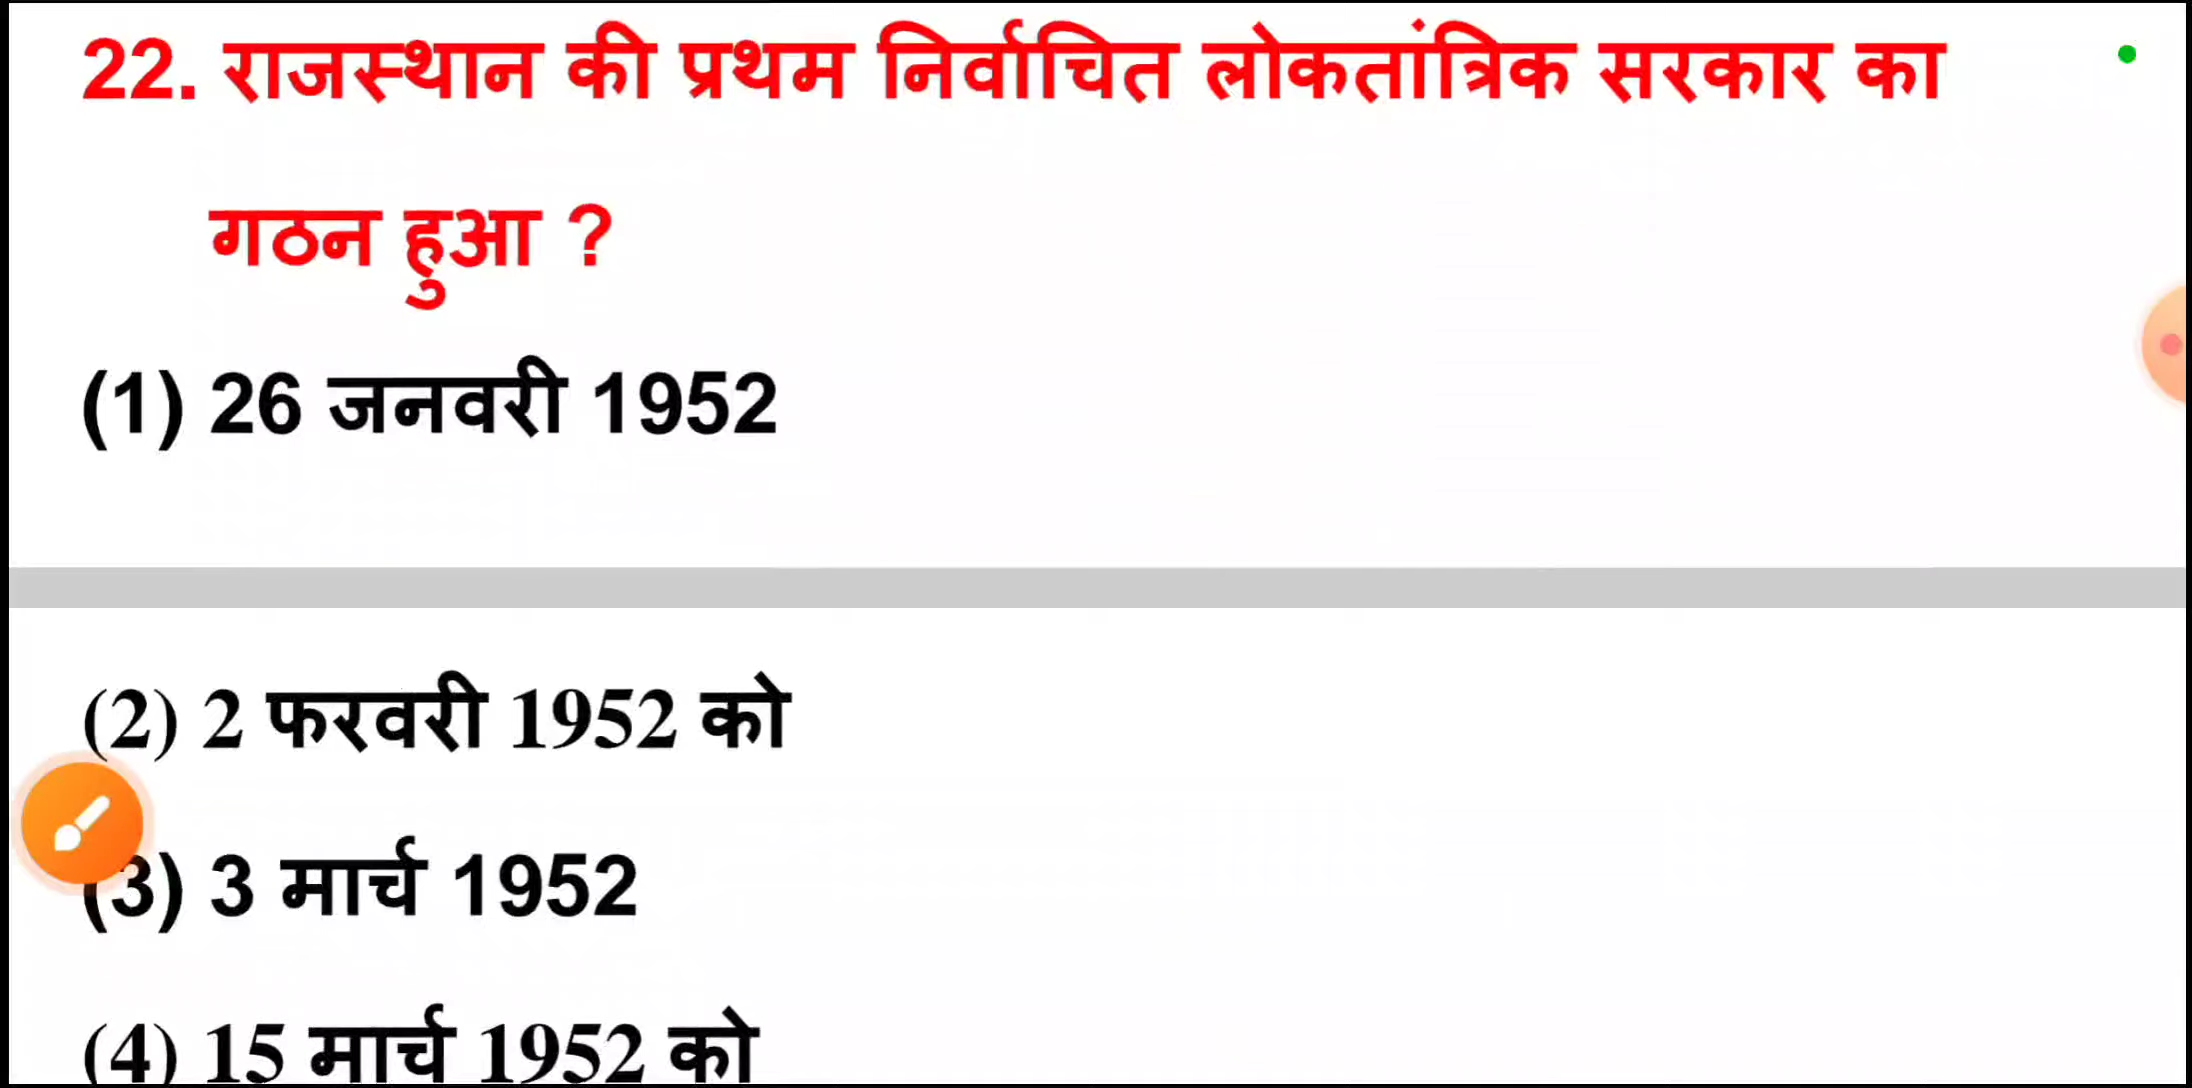 22. राजस्थान की प्रथम निर्वाचित लोकतांत्रिक सरकार का
गठन हुआ ?
(1) 26 जनवरी 1952
(2) 2 फरवरी 1952 को
(3) 3 मार्च 1952
(4) 15 मार्च 1952 को